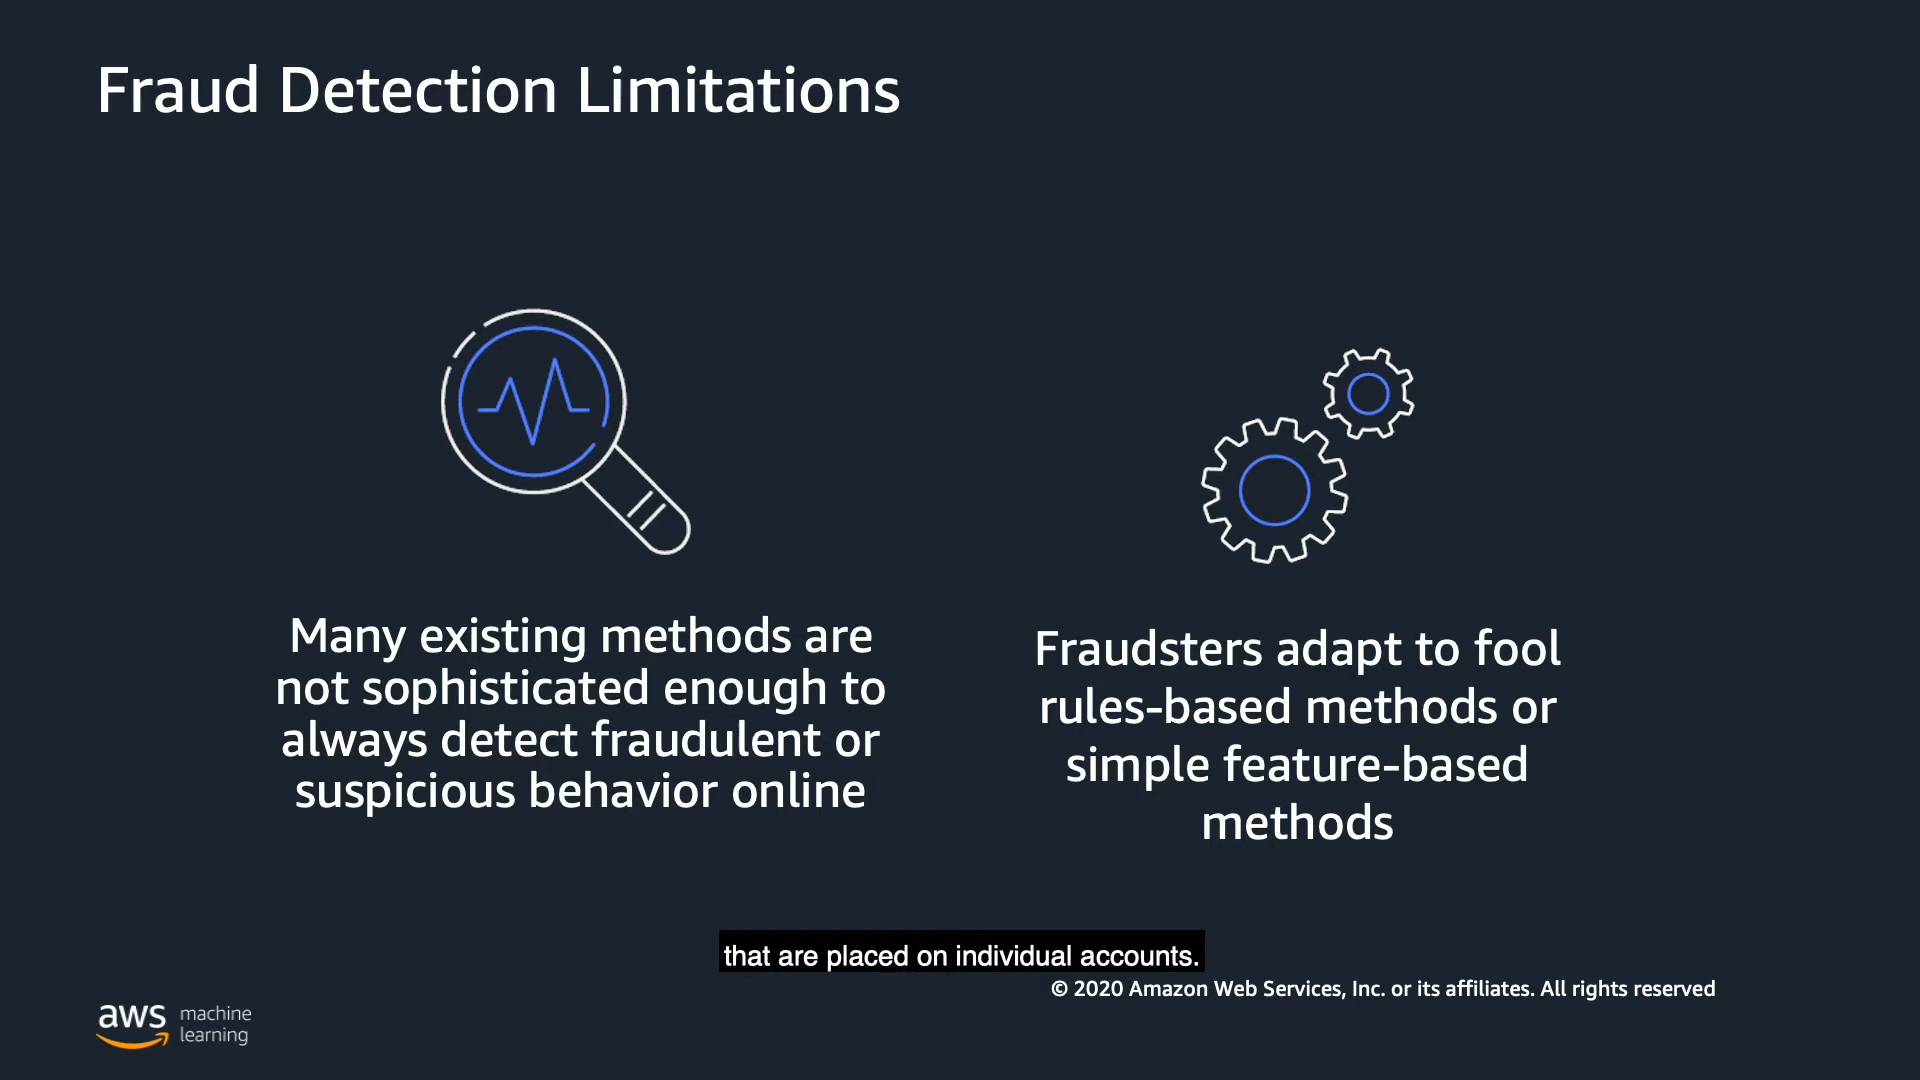 Fraud Detection Limitations
Many existing methods are
not sophisticated enough to
always detect fraudulent or
suspicious behavior online
Fraudsters adapt to fool
rules-based methods or
simple feature-based
methods
that are placed on individual accounts.
© 2020 Amazon Web Services, Inc. or its affiliates. All rights reserved
aws machine
learning